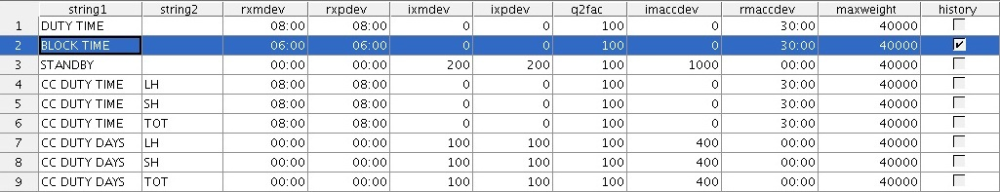 string1 string2 rxmdev rxpdev ixmdev ixpdev q2fac imaccdev rmaccdev maxweight history
1 DUTY TIME 08:00 08:00 0 0 100 0 30:00 40000
2 BLOCK TIME 06:00 06:00 0 0 100 0 30:00 40000
3 STANDBY 00:00 00:00 200 200 100 1000 00:00 40000
4 CC DUTY TIME LH 08:00 08:00 0 0 100 0 30:00 40000
5 CC DUTY TIME SH 08:00 08:00 0 0 100 0 30:00 40000
6 CC DUTY TIME TOT 08:00 08:00 0 0 100 0 30:00 40000
7 CC DUTY DAYS LH 00:00 00:00 100 100 100 400 00:00 40000
8 CC DUTY DAYS SH 00:00 00:00 100 100 100 400 00:00 40000
9 CC DUTY DAYS TOT 00:00 00:00 100 100 100 400 00:00 40000